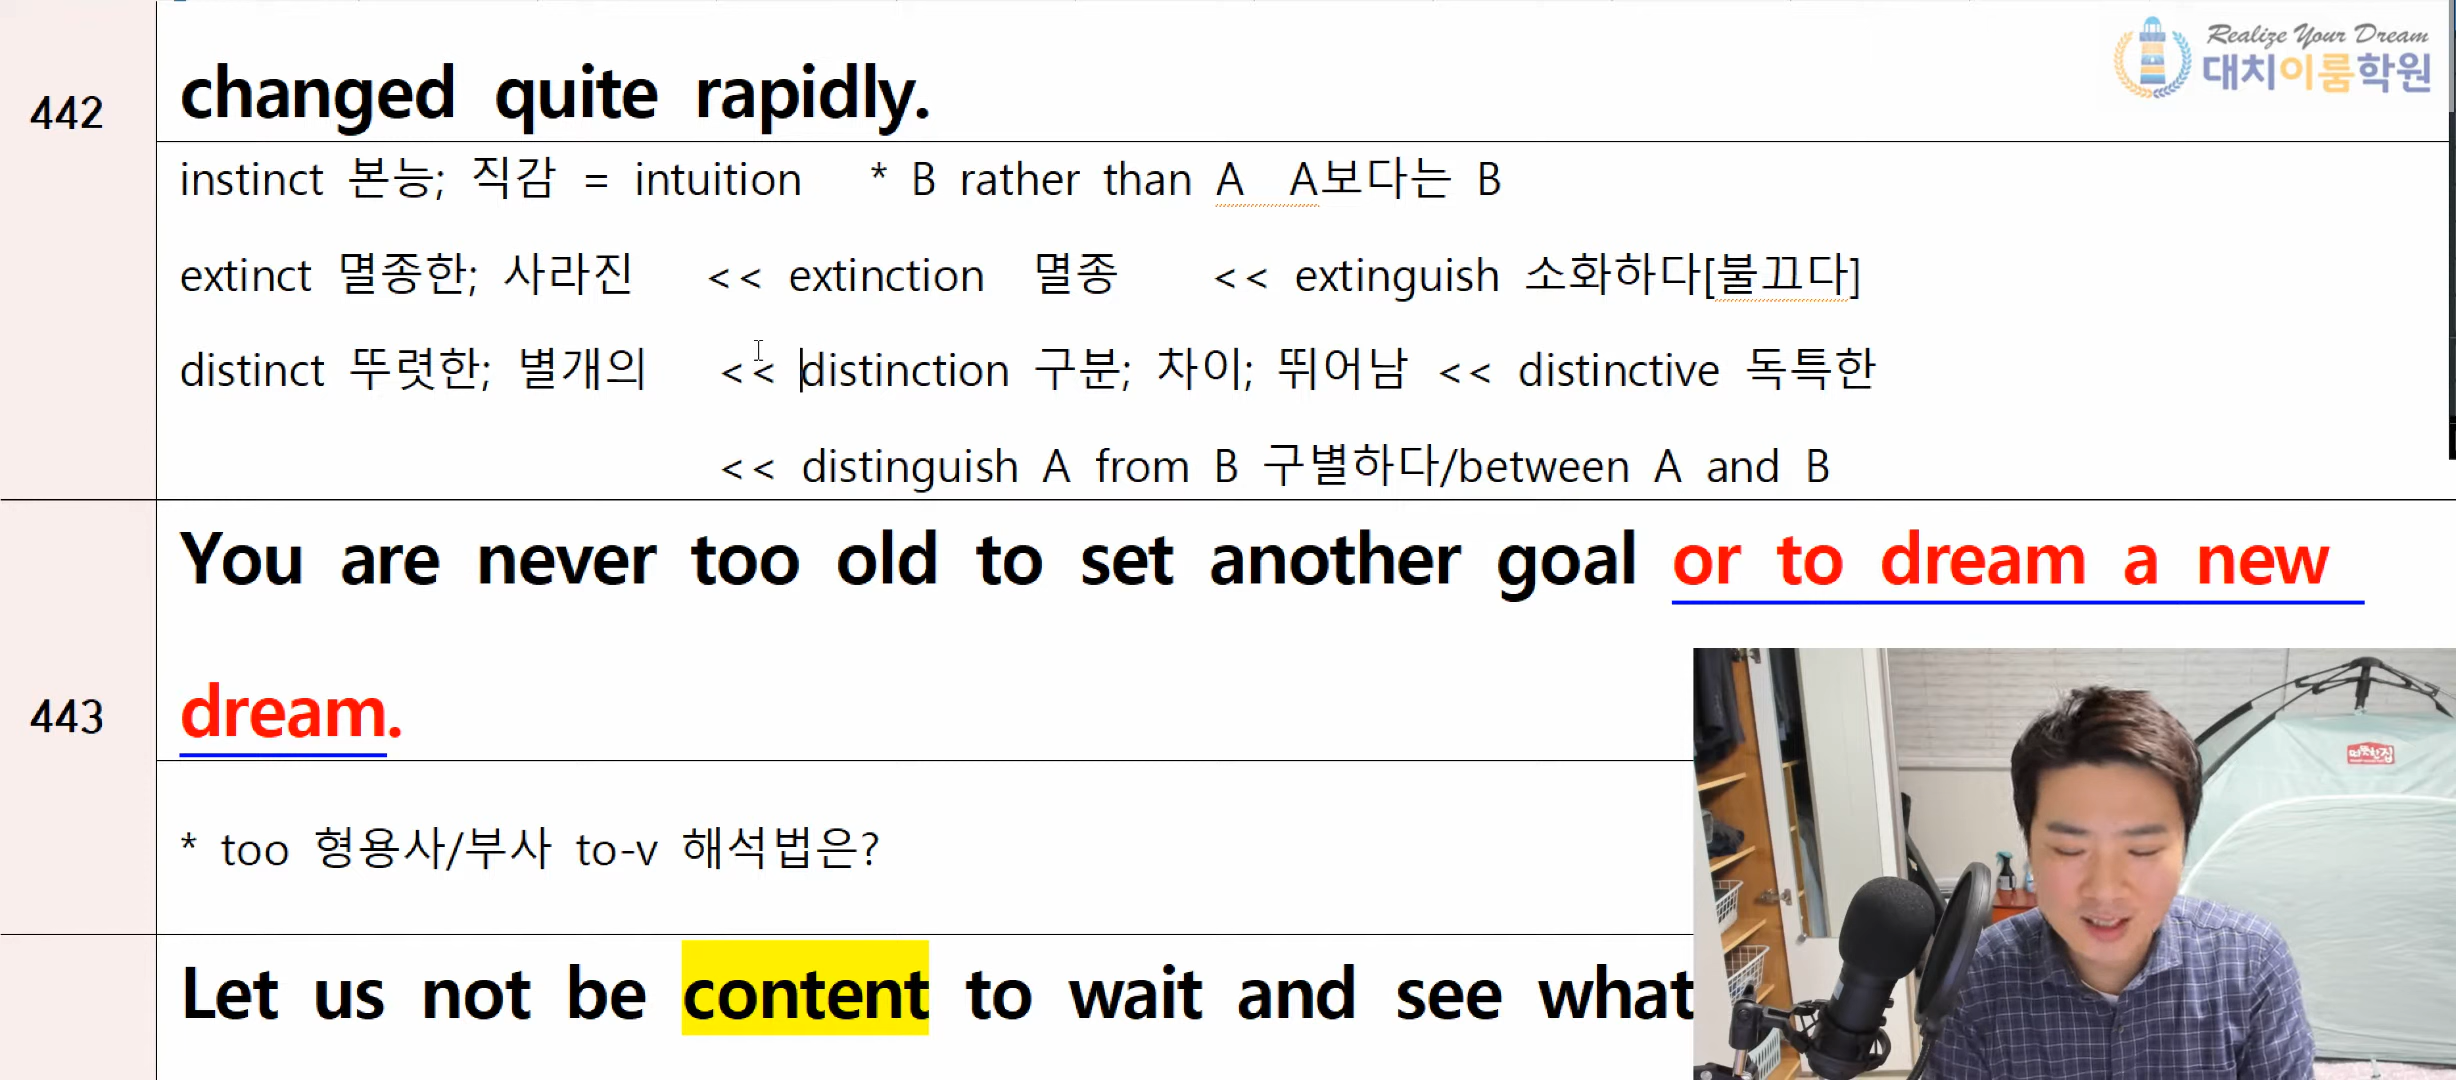 Realize Your Dream
대치이룸학원
442
changed quite rapidly.
instinct 본능; 직감 = intuition * B rather than A A보다는 B
extinct 멸종한; 사라진 << extinction 멸종 << extinguish 소화하다[불끄다]
distinct 뚜렷한; 별개의 << distinction 구분; 차이; 뛰어남 << distinctive 독특한
<< distinguish A from B 구별하다/between A and B
You are never too old to set another goal or to dream a new
443
dream.
* too 형용사/부사 to-v 해석법은?
Let us not be content to wait and see what